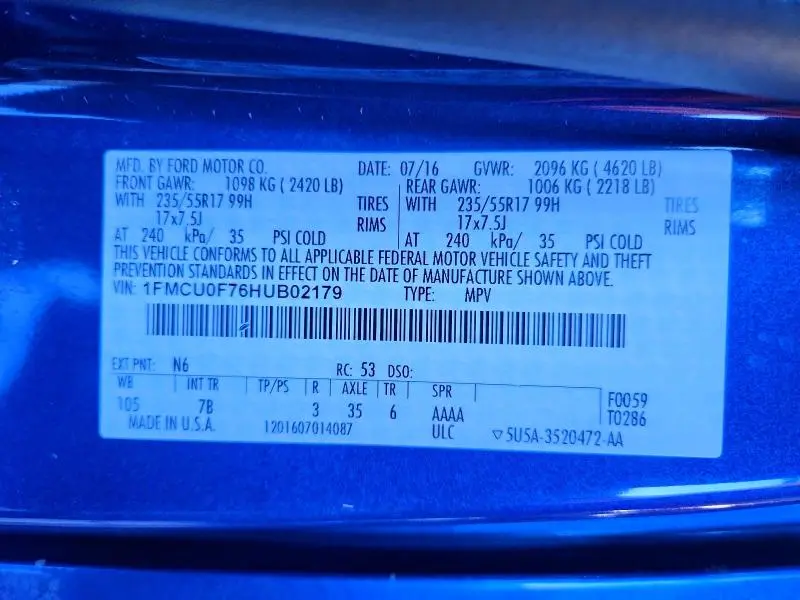 MFD. BY FORD MOTOR CO. DATE: 07/16 GVWR: 2096 KG ( 4620 LB)
FRONT GAWR: 1098 KG ( 2420 LB) REAR GAWR: 1006 KG ( 2218 LB)
WITH 235/55R17 99H TIRES WITH 235/55R17 99H TIRES
17x7.5J RIMS 17x7.5J RIMS
AT 240 kPa/ 35 PSI COLD AT 240 kPa/ 35 PSI COLD
THIS VEHICLE CONFORMS TO ALL APPLICABLE FEDERAL MOTOR VEHICLE SAFETY AND THEFT
PREVENTION STANDARDS IN EFFECT ON THE DATE OF MANUFACTURE SHOWN ABOVE.
VIN: 1FMCU0F76HUB02179 TYPE: MPV
EXT PNT: N6 RC: 53 DSO:
WB INT TR TP/PS R AXLE TR SPR F0059
105 7B 3 35 6 AAAA T0286
MADE IN U.S.A. 1201607014087 ULC ▽5U5A-3520472-AA